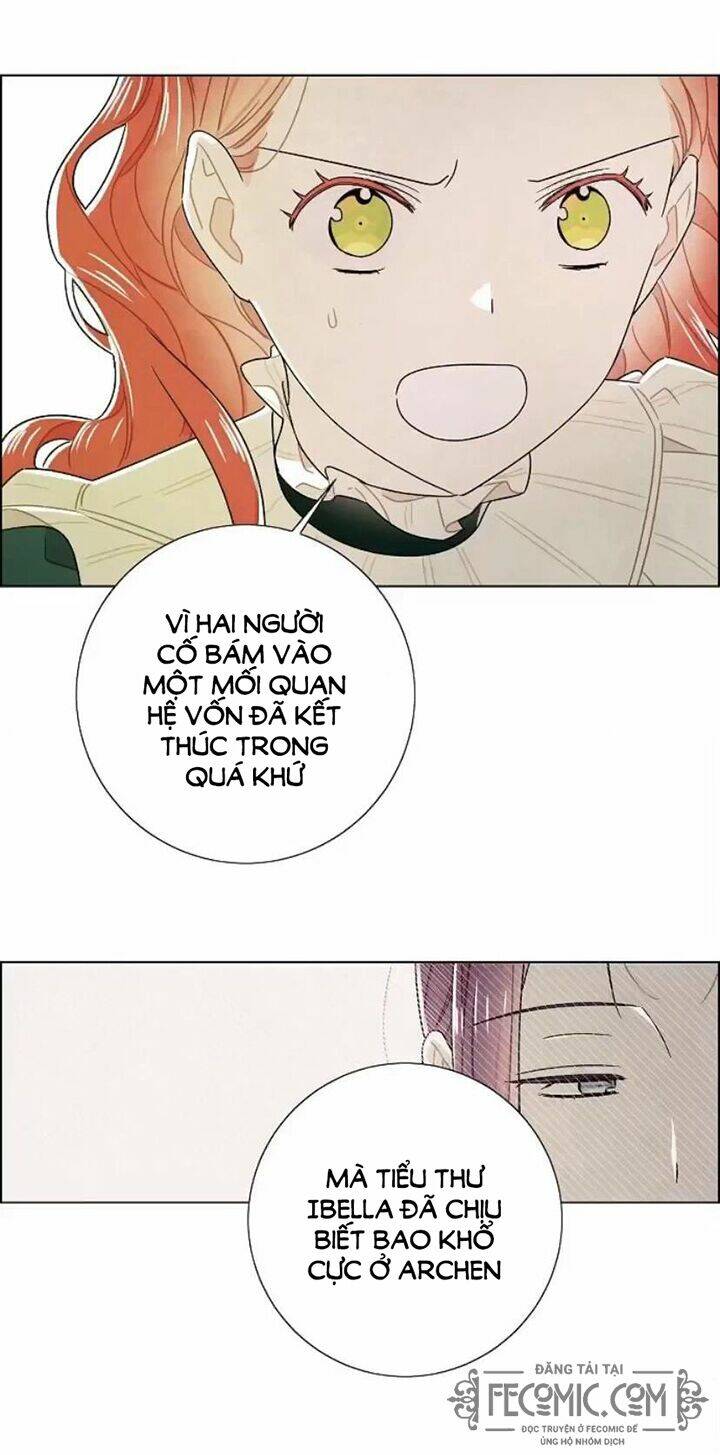 VÌ HAI NGƯỜI
CỐ BÁM VÀO
MỘT MỐI QUAN
HỆ VỐN ĐÃ KẾT
THÚC TRONG
QUÁ KHỨ
MÀ TIỂU THƯ
IBELLA ĐÃ CHỊU
BIẾT BAO KHỔ
CỰC Ở ARCHEN
ĐĂNG TẢI TẠI
FECOMIC.COM
ĐỌC TRUYỆN Ở FECOMIC ĐỂ
ỦNG HỘ NHÓM DỊCH